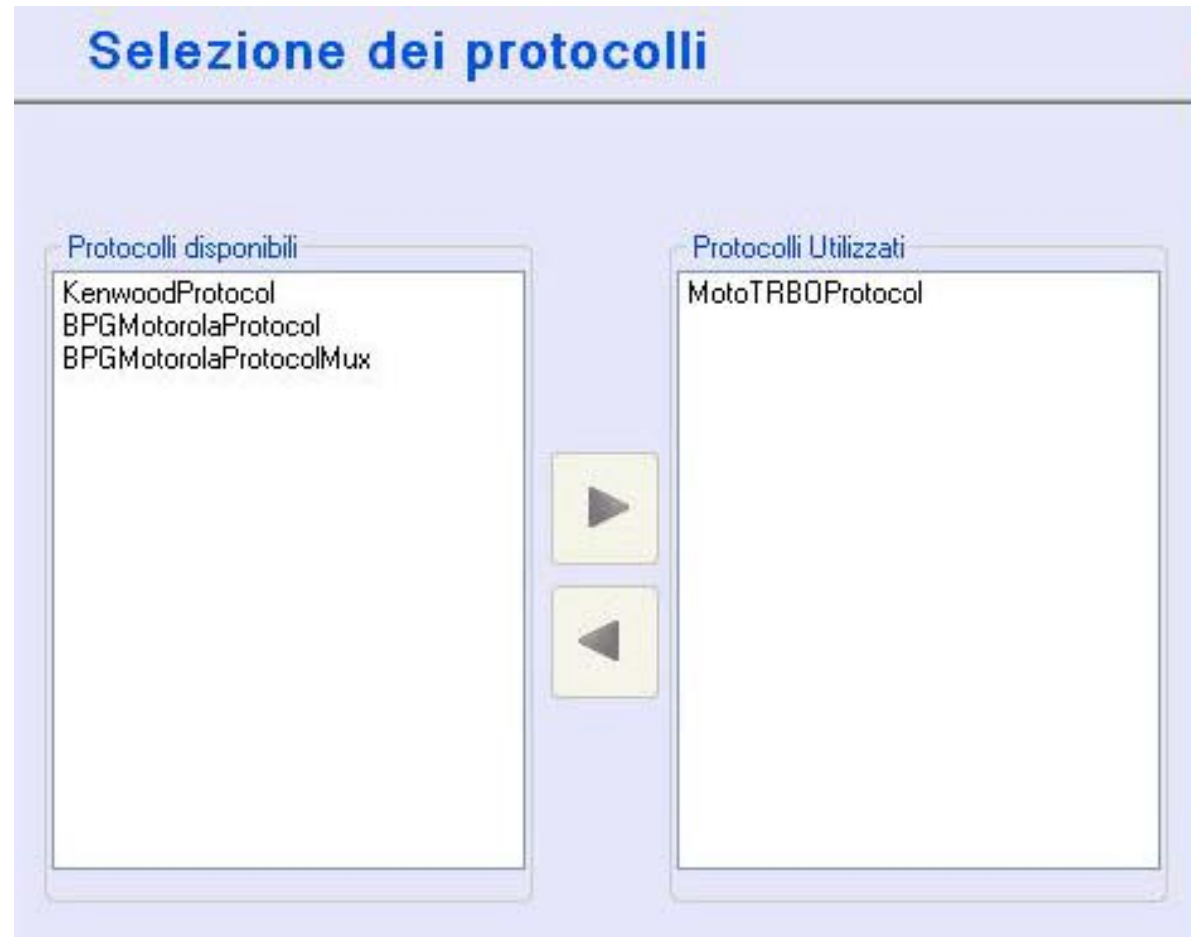 Selezione dei protocolli
Protocolli disponibili
KenwoodProtocol
BPGMotorolaProtocol
BPGMotorolaProtocolMux
Protocolli Utilizzati
MotoTRBOProtocol